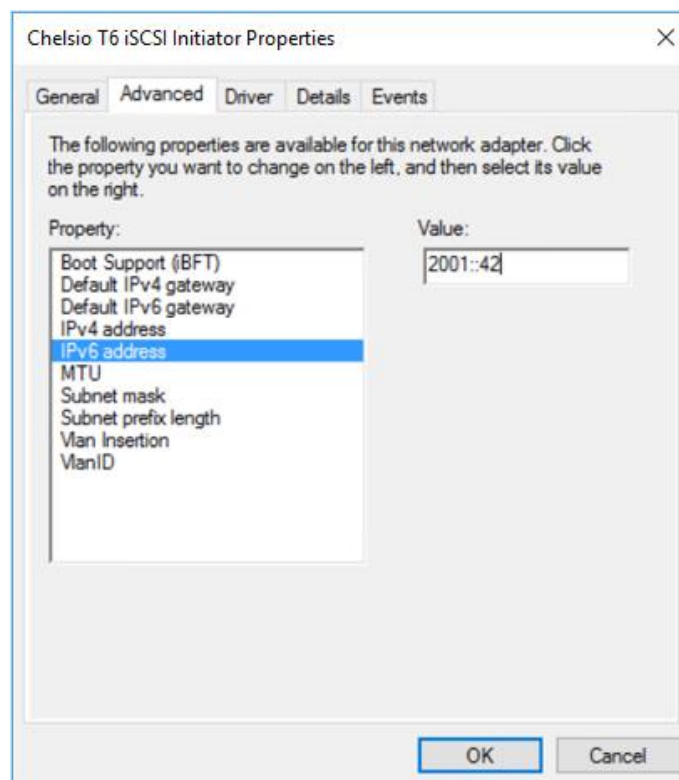 Chelsio T6 iSCSI Initiator Properties
General Advanced Driver Details Events
The following properties are available for this network adapter. Click
the property you want to change on the left, and then select its value
on the right.
Property: Value:
Boot Support (iBFT) 2001::42
Default IPv4 gateway
Default IPv6 gateway
IPv4 address
IPv6 address
MTU
Subnet mask
Subnet prefix length
Vlan Insertion
VlanID
OK Cancel